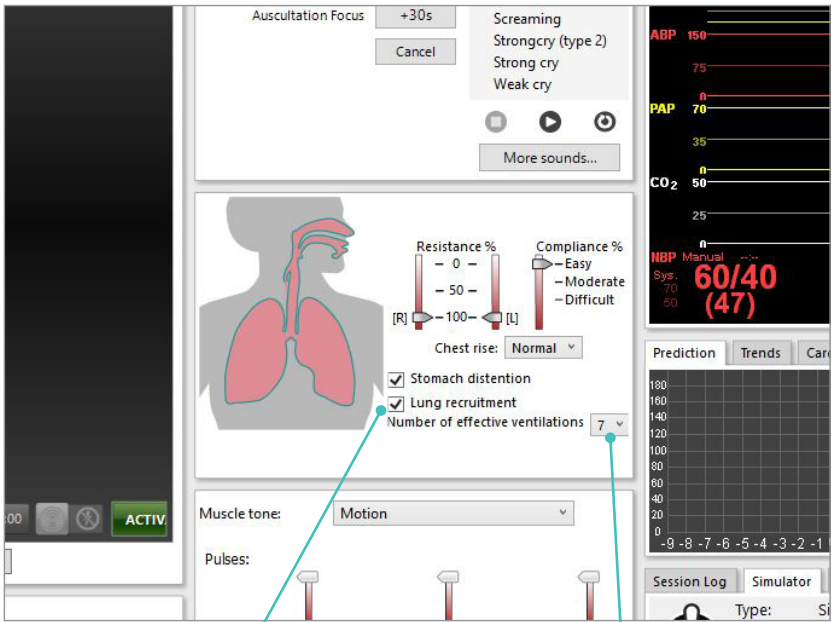 Auscultation Focus +30s
Cancel
Screaming
Strongcry (type 2)
Strong cry
Weak cry
More sounds...
Resistance %
0
50
[R] 100 [L]
Compliance %
Easy
Moderate
Difficult
Chest rise: Normal
Stomach distention
Lung recruitment
Number of effective ventilations 7
:00 ACTIV
Muscle tone: Motion
Pulses:
ABP 150
75
0
PAP 70
35
0
CO2 50
25
0
NBP Manual --:--
Sys.
70
60/40
(47)
Prediction Trends Car
180
160
140
120
100
80
60
40
20
0
-9 -8 -7 -6 -5 -4 -3 -2 -1
Session Log Simulator
Type: Si